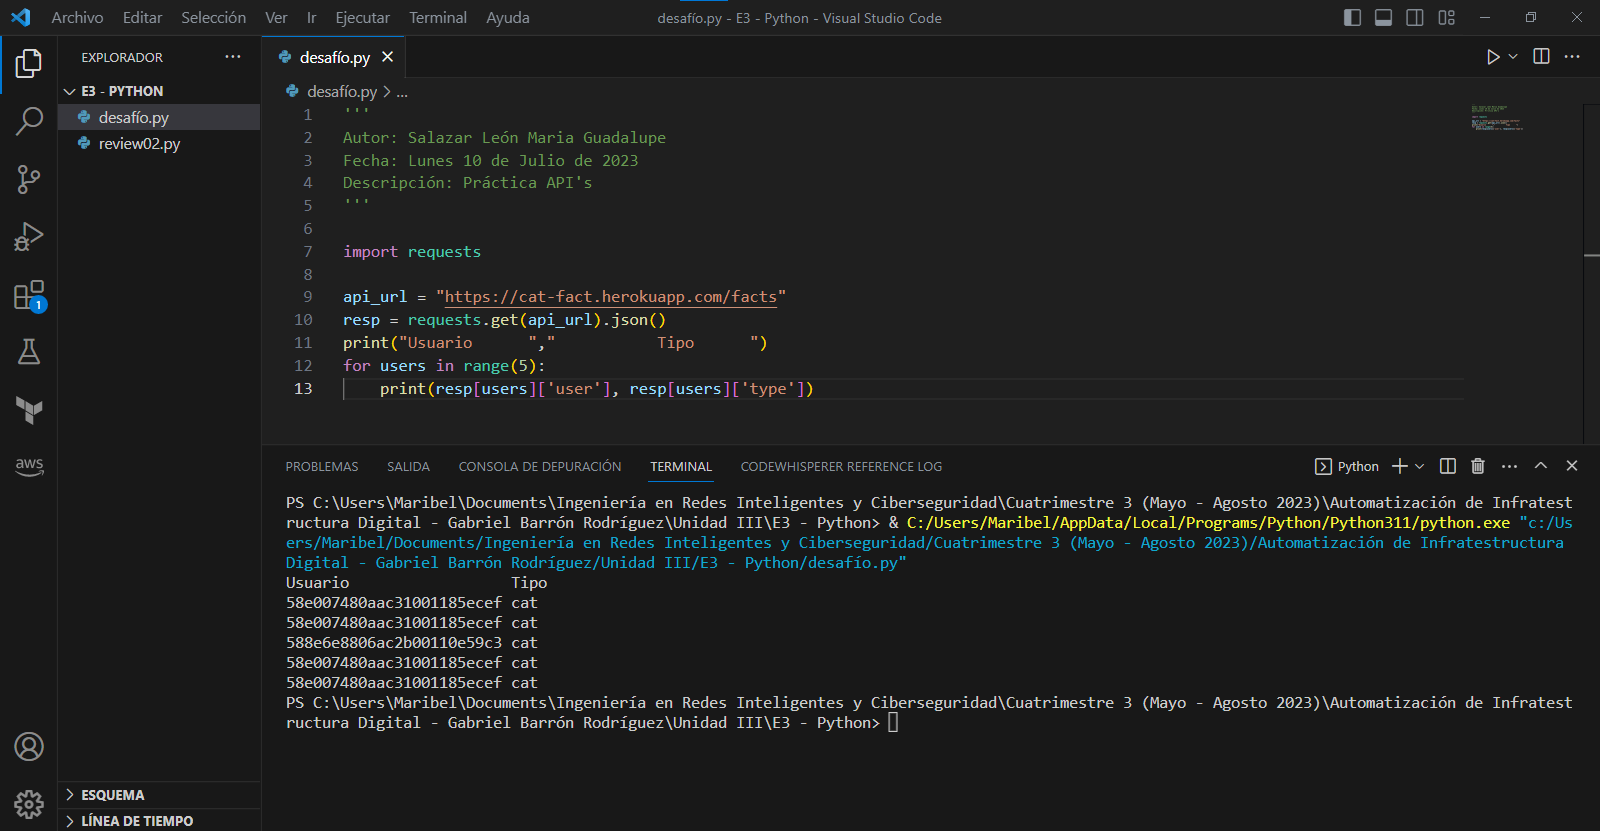 Archivo Editar Selección Ver Ir Ejecutar Terminal Ayuda desafío.py - E3 - Python - Visual Studio Code
EXPLORADOR
E3 - PYTHON
desafío.py
review02.py
1
aws
ESQUEMA
LÍNEA DE TIEMPO
desafío.py
desafío.py > ...
1 '''
2 Autor: Salazar León Maria Guadalupe
3 Fecha: Lunes 10 de Julio de 2023
4 Descripción: Práctica API's
5 '''
6
7 import requests
8
9 api_url = "https://cat-fact.herokuapp.com/facts"
10 resp = requests.get(api_url).json()
11 print("Usuario      ","           Tipo      ")
12 for users in range(5):
13     print(resp[users]['user'], resp[users]['type'])
PROBLEMAS SALIDA CONSOLA DE DEPURACIÓN TERMINAL CODEWHISPERER REFERENCE LOG Python
PS C:\Users\Maribel\Documents\Ingeniería en Redes Inteligentes y Ciberseguridad\Cuatrimestre 3 (Mayo - Agosto 2023)\Automatización de Infratest
ructura Digital - Gabriel Barrón Rodríguez\Unidad III\E3 - Python> & C:/Users/Maribel/AppData/Local/Programs/Python/Python311/python.exe "c:/Us
ers/Maribel/Documents/Ingeniería en Redes Inteligentes y Ciberseguridad/Cuatrimestre 3 (Mayo - Agosto 2023)/Automatización de Infratestructura
Digital - Gabriel Barrón Rodríguez/Unidad III/E3 - Python/desafío.py"
Usuario                  Tipo
58e007480aac31001185ecef cat
58e007480aac31001185ecef cat
588e6e8806ac2b00110e59c3 cat
58e007480aac31001185ecef cat
58e007480aac31001185ecef cat
PS C:\Users\Maribel\Documents\Ingeniería en Redes Inteligentes y Ciberseguridad\Cuatrimestre 3 (Mayo - Agosto 2023)\Automatización de Infratest
ructura Digital - Gabriel Barrón Rodríguez\Unidad III\E3 - Python>